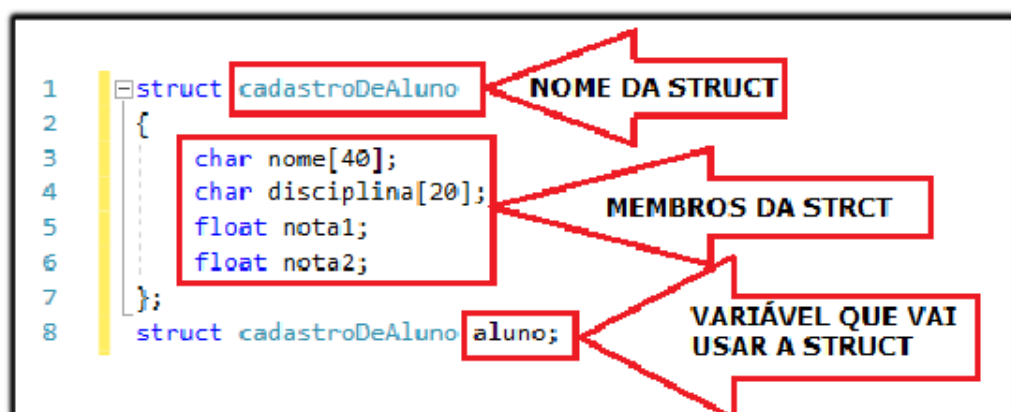 1 struct cadastroDeAluno NOME DA STRUCT
2 {
3 char nome[40];
4 char disciplina[20];
5 float nota1; MEMBROS DA STRCT
6 float nota2;
7 };
8 struct cadastroDeAluno aluno; VARIÁVEL QUE VAI
USAR A STRUCT